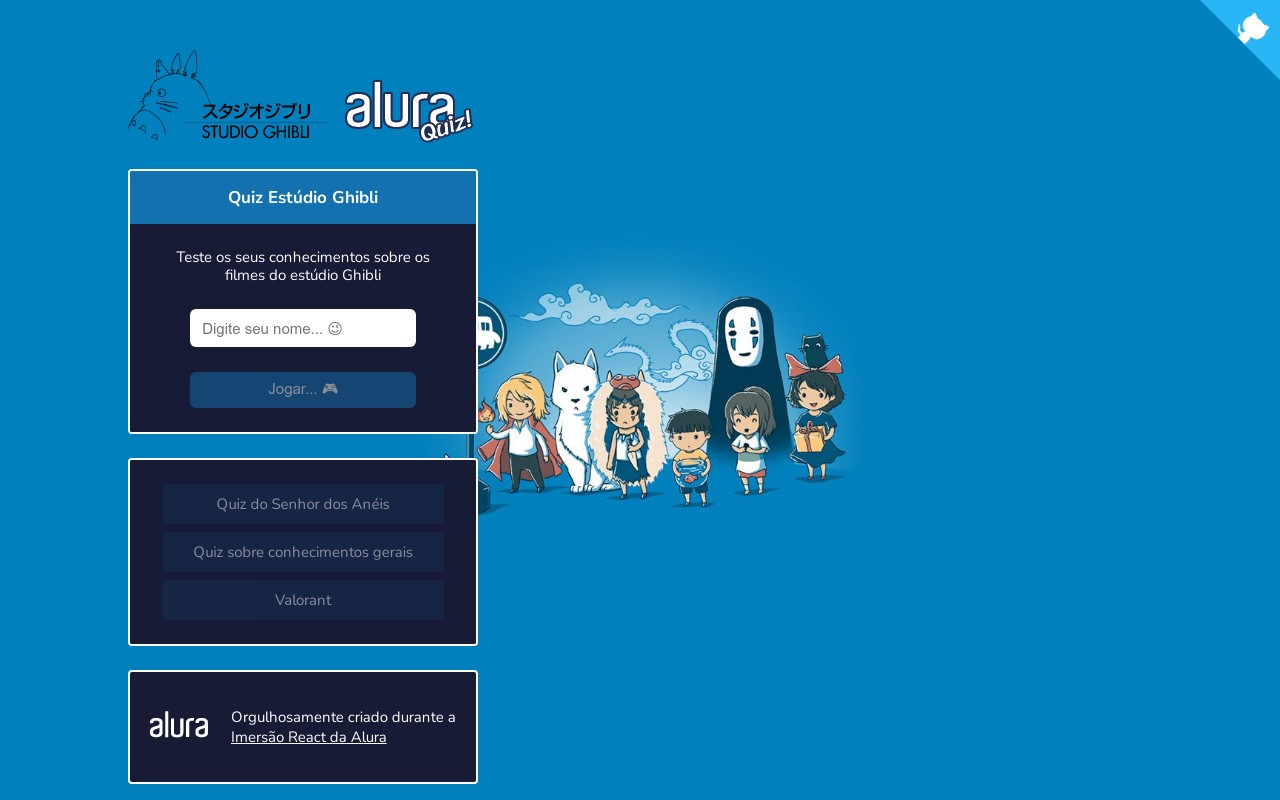 スタジオジブリ
STUDIO GHIBLI
alura
Quiz!
Quiz Estúdio Ghibli
Teste os seus conhecimentos sobre os
filmes do estúdio Ghibli
Digite seu nome... 😉
Jogar... 🎮
Quiz do Senhor dos Anéis
Quiz sobre conhecimentos gerais
Valorant
alura
Orgulhosamente criado durante a
Imersão React da Alura